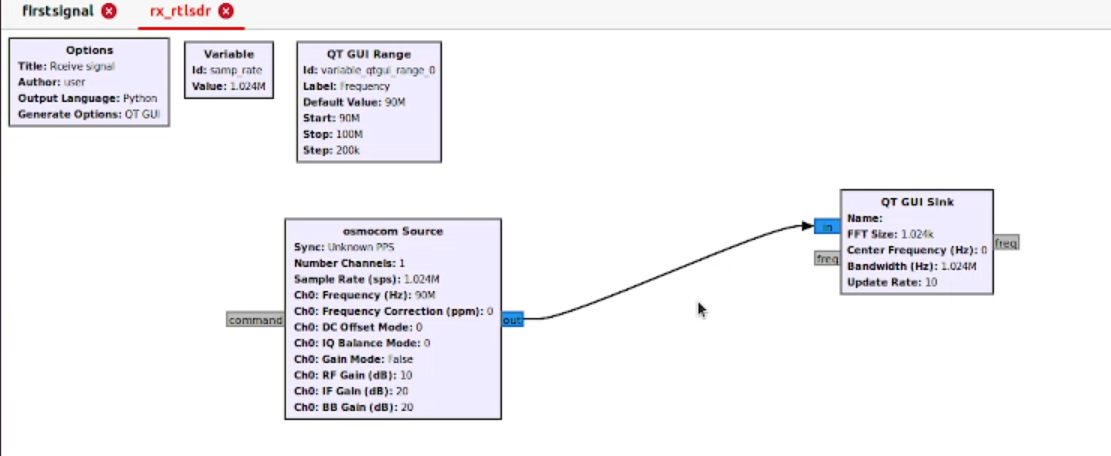 firstsignal
rx_rtlsdr
Options
Title: Rceive signal
Author: user
Output Language: Python
Generate Options: QT GUI
Variable
Id: samp_rate
Value: 1.024M
QT GUI Range
Id: variable_qtgui_range_0
Label: Frequency
Default Value: 90M
Start: 90M
Stop: 100M
Step: 200k
osmocom Source
Sync: Unknown PPS
Number Channels: 1
Sample Rate (sps): 1.024M
Ch0: Frequency (Hz): 90M
Ch0: Frequency Correction (ppm): 0
Ch0: DC Offset Mode: 0
Ch0: IQ Balance Mode: 0
Ch0: Gain Mode: False
Ch0: RF Gain (dB): 10
Ch0: IF Gain (dB): 20
Ch0: BB Gain (dB): 20
command
out
QT GUI Sink
Name:
FFT Size: 1.024k
Center Frequency (Hz): 0
Bandwidth (Hz): 1.024M
Update Rate: 10
in
freq
freq